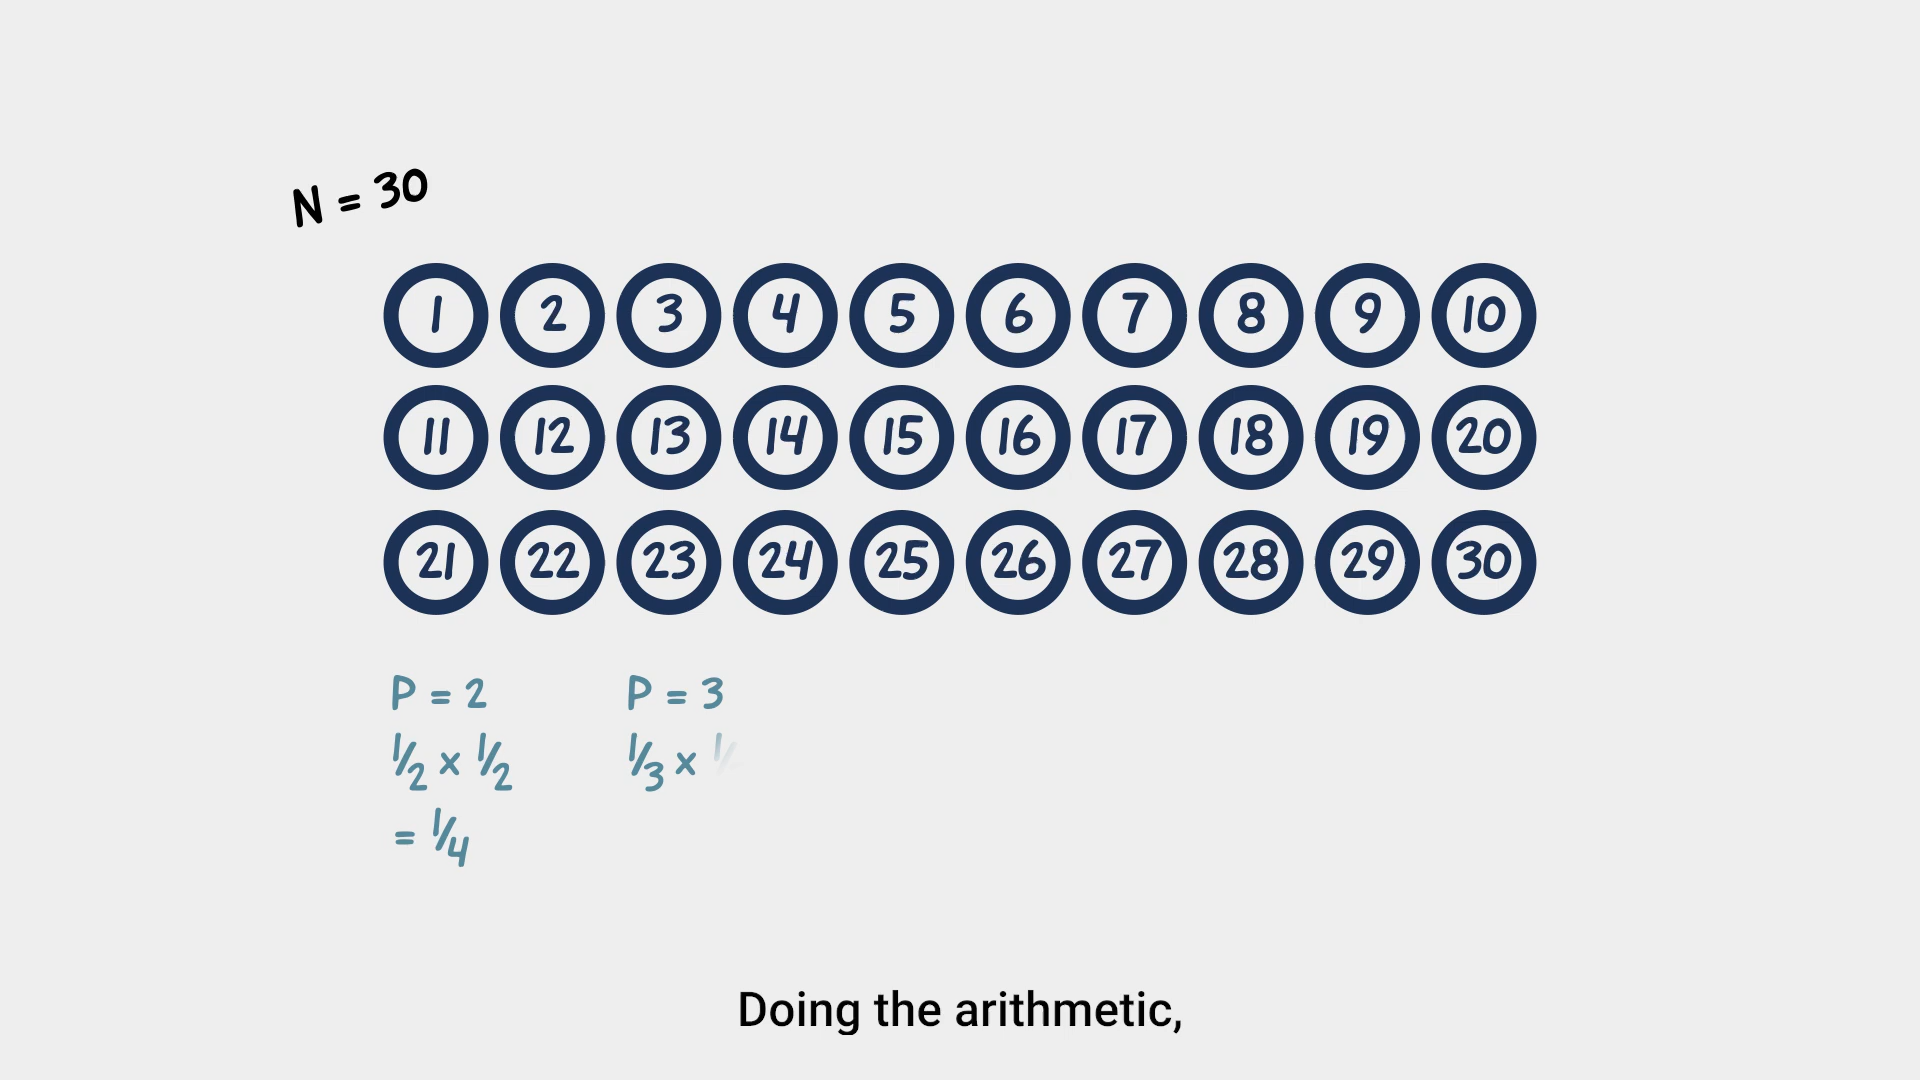 N = 30
1 2 3 4 5 6 7 8 9 10
11 12 13 14 15 16 17 18 19 20
21 22 23 24 25 26 27 28 29 30
P = 2 P = 3
1/2 x 1/2 1/3 x
= 1/4
Doing the arithmetic,